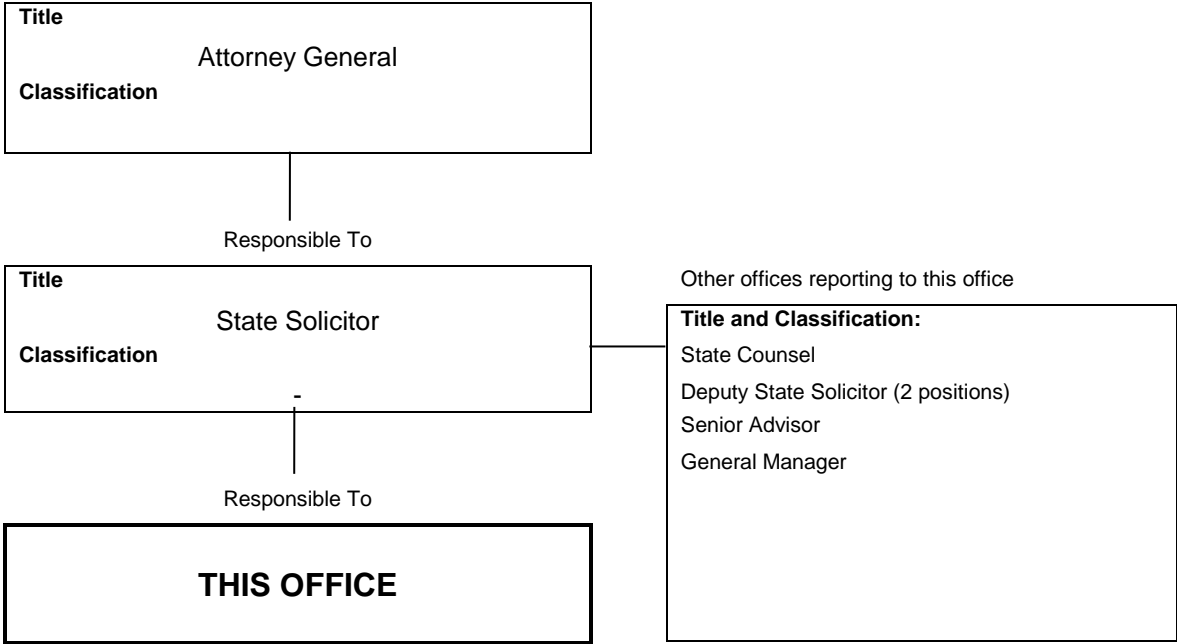 Title
Attorney General
Classification
Responsible To
Title
State Solicitor
Classification
-
Responsible To
THIS OFFICE
Other offices reporting to this office
Title and Classification:
State Counsel
Deputy State Solicitor (2 positions)
Senior Advisor
General Manager